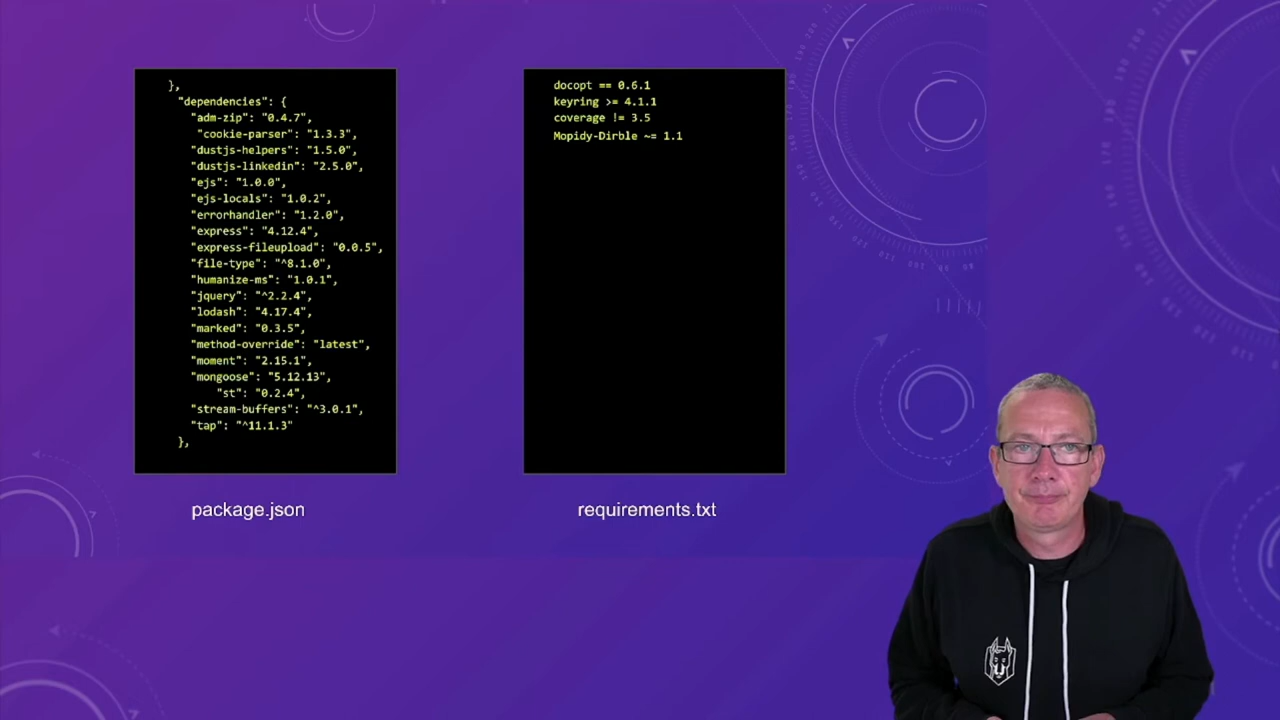 },
"dependencies": {
"adm-zip": "0.4.7",
"cookie-parser": "1.3.3",
"dustjs-helpers": "1.5.0",
"dustjs-linkedin": "2.5.0",
"ejs": "1.0.0",
"ejs-locals": "1.0.2",
"errorhandler": "1.2.0",
"express": "4.12.4",
"express-fileupload": "0.0.5",
"file-type": "^8.1.0",
"humanize-ms": "1.0.1",
"jquery": "^2.2.4",
"lodash": "4.17.4",
"marked": "0.3.5",
"method-override": "latest",
"moment": "2.15.1",
"mongoose": "5.12.13",
"st": "0.2.4",
"stream-buffers": "^3.0.1",
"tap": "^11.1.3"
},
package.json
docopt == 0.6.1
keyring >= 4.1.1
coverage != 3.5
Mopidy-Dirble ~= 1.1
requirements.txt